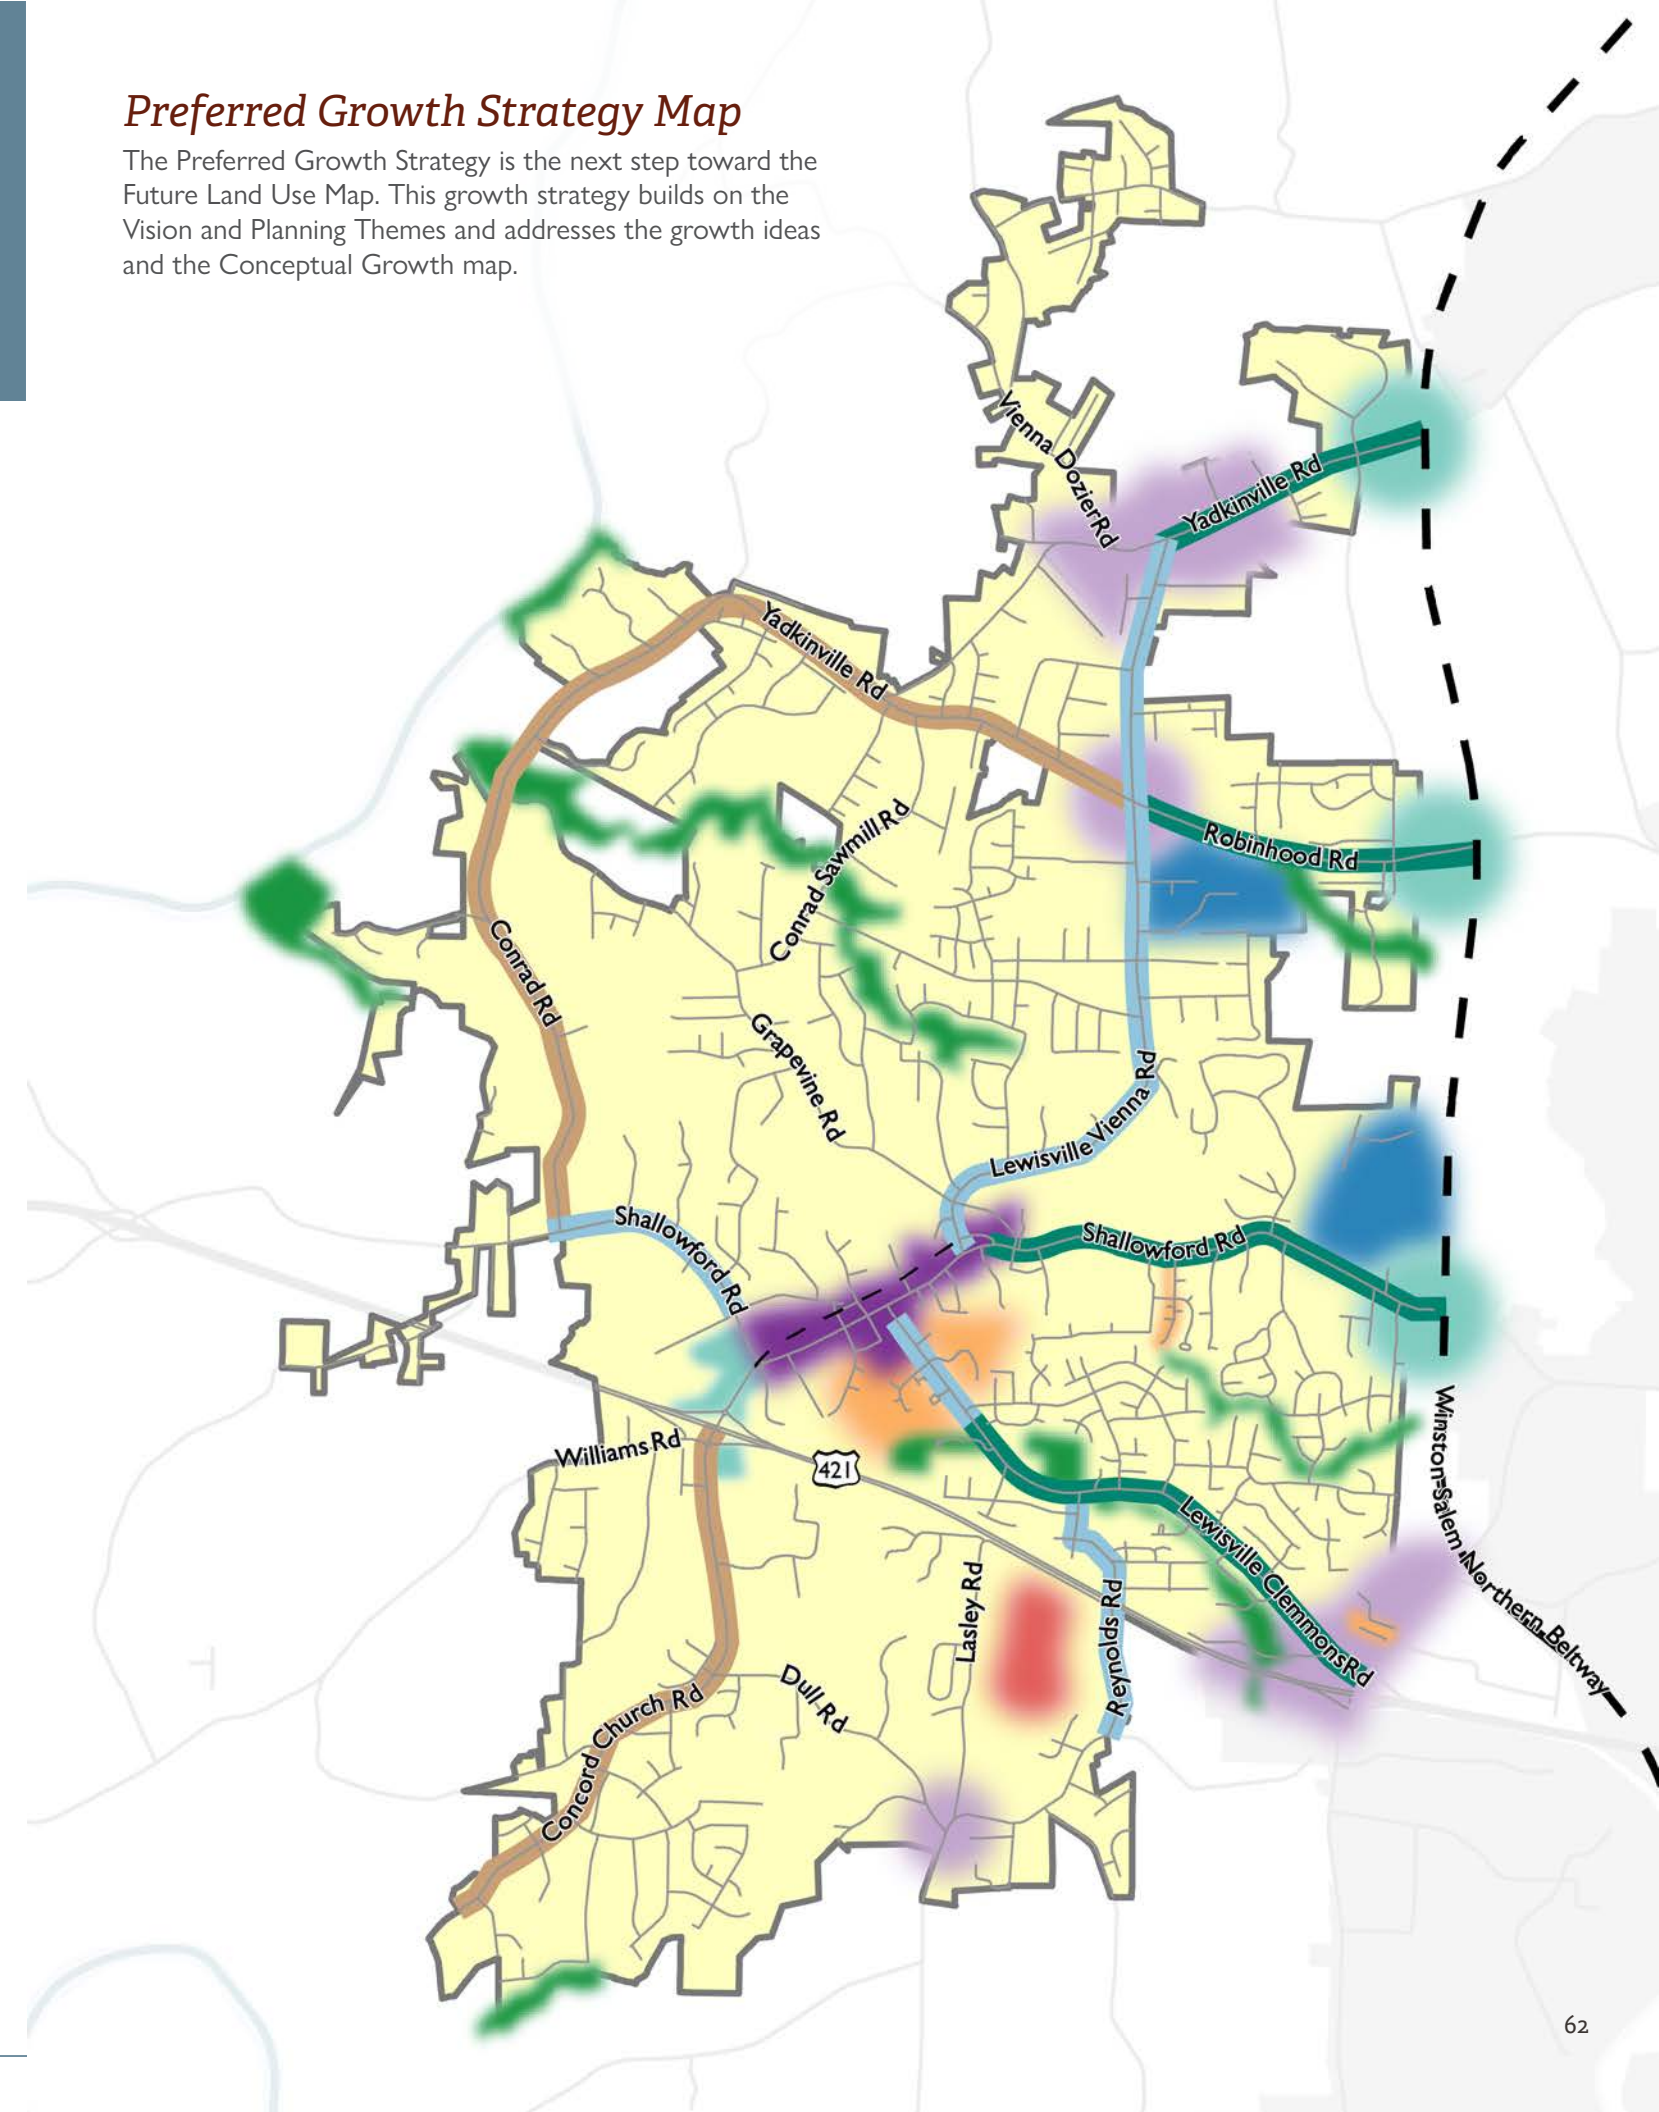 Preferred Growth Strategy Map
The Preferred Growth Strategy is the next step toward the
Future Land Use Map. This growth strategy builds on the
Vision and Planning Themes and addresses the growth ideas
and the Conceptual Growth map.
Vienna Dozier Rd
Yadkinville Rd
Yadkinville Rd
Conrad Sawmill Rd
Robinhood Rd
Conrad Rd
Grapevine Rd
Lewisville Vienna Rd
Shallowford Rd
Shallowford Rd
Williams Rd
421
Winston-Salem Northern Beltway
Lewisville Clemmons Rd
Lasley Rd
Reynolds Rd
Dull Rd
Concord Church Rd
62